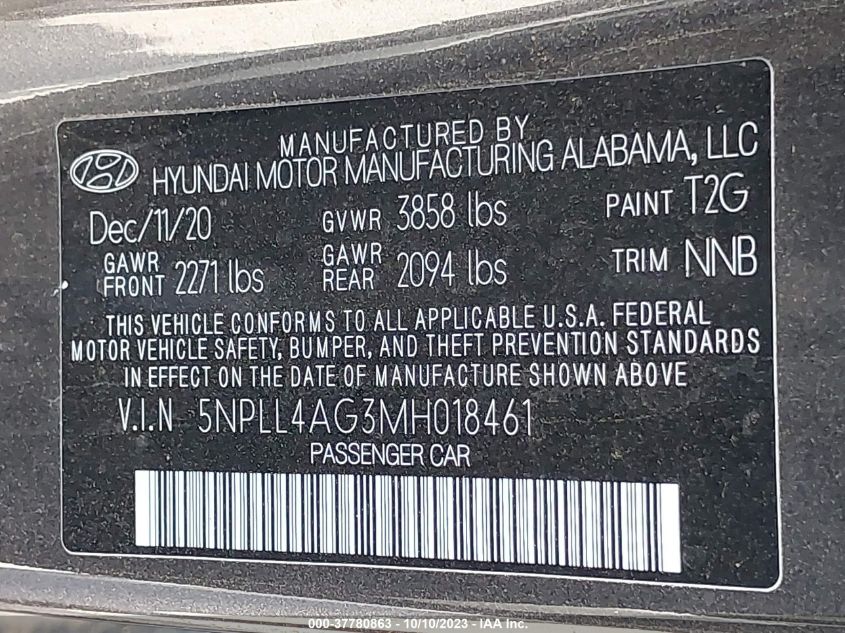 MANUFACTURED BY
HYUNDAI MOTOR MANUFACTURING ALABAMA, LLC
Dec/11/20 GVWR 3858 lbs PAINT T2G
GAWR FRONT 2271 lbs GAWR REAR 2094 lbs TRIM NNB
THIS VEHICLE CONFORMS TO ALL APPLICABLE U.S.A. FEDERAL
MOTOR VEHICLE SAFETY, BUMPER, AND THEFT PREVENTION STANDARDS
IN EFFECT ON THE DATE OF MANUFACTURE SHOWN ABOVE
V.I.N 5NPLL4AG3MH018461
PASSENGER CAR
000-37780863 - 10/10/2023 - IAA Inc.